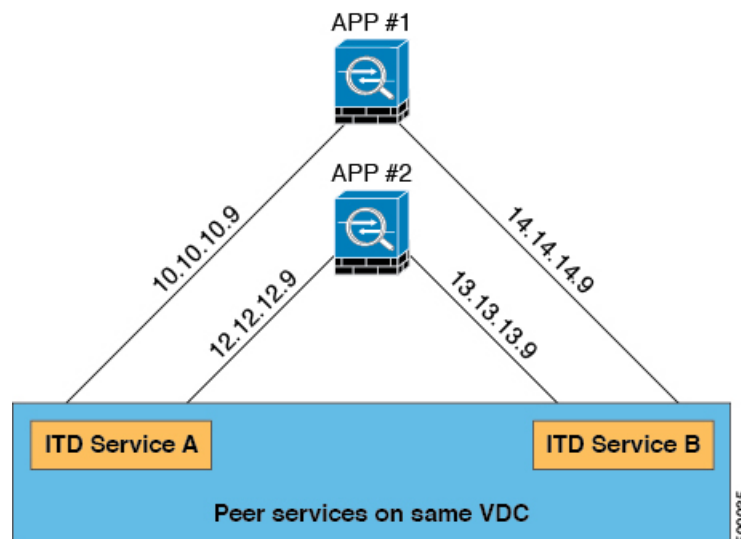 APP #1
APP #2
10.10.10.9
14.14.14.9
12.12.12.9
13.13.13.9
ITD Service A
ITD Service B
Peer services on same VDC